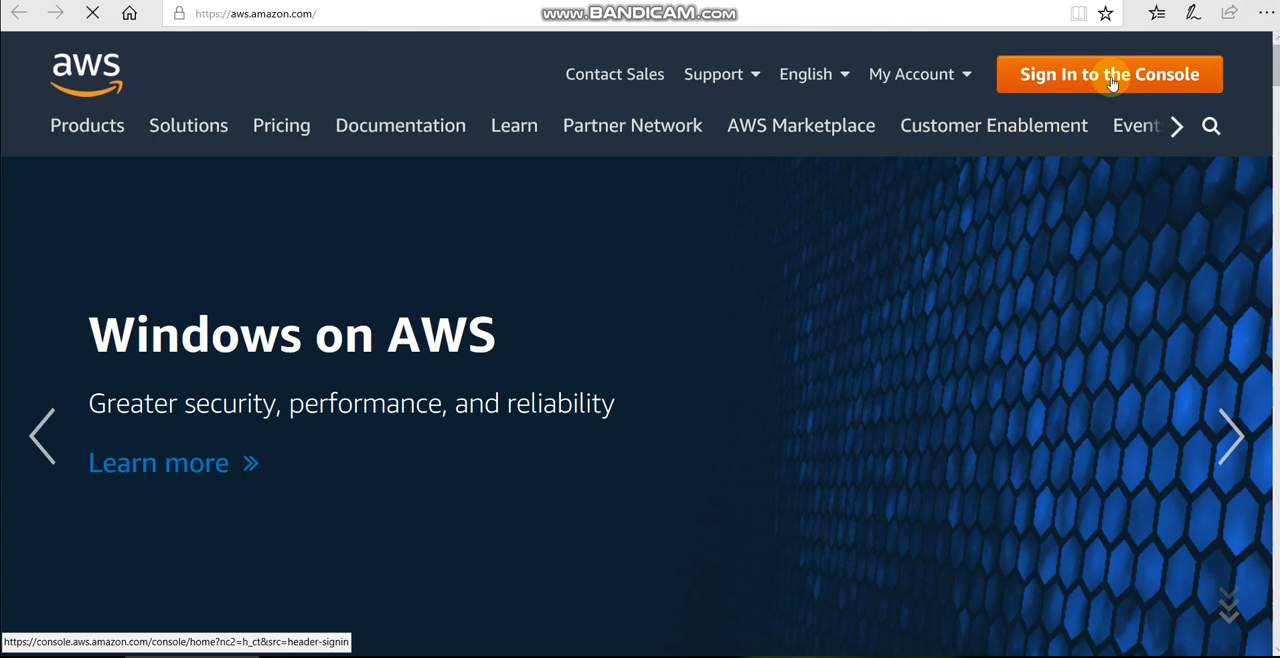 https://aws.amazon.com/
www.BANDICAM.com
aws
Contact Sales Support English My Account Sign In to the Console
Products Solutions Pricing Documentation Learn Partner Network AWS Marketplace Customer Enablement Event
Windows on AWS
Greater security, performance, and reliability
Learn more »
https://console.aws.amazon.com/console/home?nc2=h_ct&src=header-signin